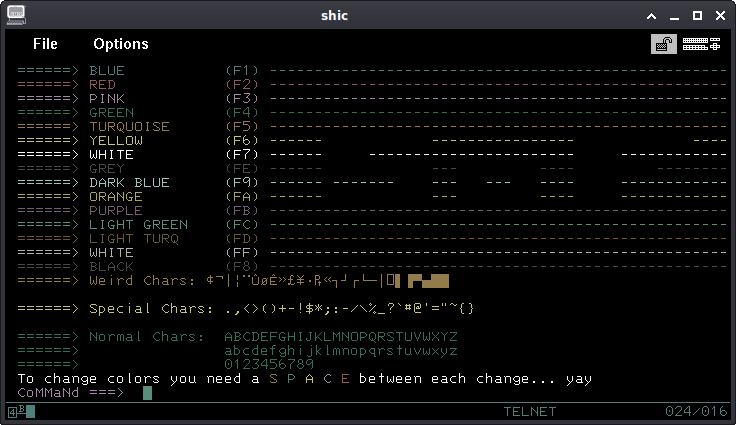 shic
File Options
======> BLUE (F1) -----------------------------------------------------
======> RED (F2) -----------------------------------------------------
======> PINK (F3) -----------------------------------------------------
======> GREEN (F4) -----------------------------------------------------
======> TURQUOISE (F5) -----------------------------------------------------
======> YELLOW (F6) ------ ---------------- ----
======> WHITE (F7) ------ ---------------------------- ------------
======> GREY (FE) ------ --- ---
======> DARK BLUE (F9) ------ ------- --- --- ------------
======> ORANGE (FA) ------ --- ----------------
======> PURPLE (FB) -----------------------------------------------------
======> LIGHT GREEN (FC) -----------------------------------------------------
======> LIGHT TURQ (FD) -----------------------------------------------------
======> WHITE (FF) ------ ------------ ------------
======> BLACK (F8) -----------------------------------------------------
======> Weird Chars: ¢¬|¦¨ÛøÊ»£¥·₧«┐┘┌└─│
======> Special Chars: .,<>()+-!$*;:-/\%_?`#@'="~{}
======> Normal Chars: ABCDEFGHIJKLMNOPQRSTUVWXYZ
======> abcdefghijklmnopqrstuvwxyz
======> 0123456789
To change colors you need a S P A C E between each change... yay
CoMMaNd ===>
4B TELNET 024/016